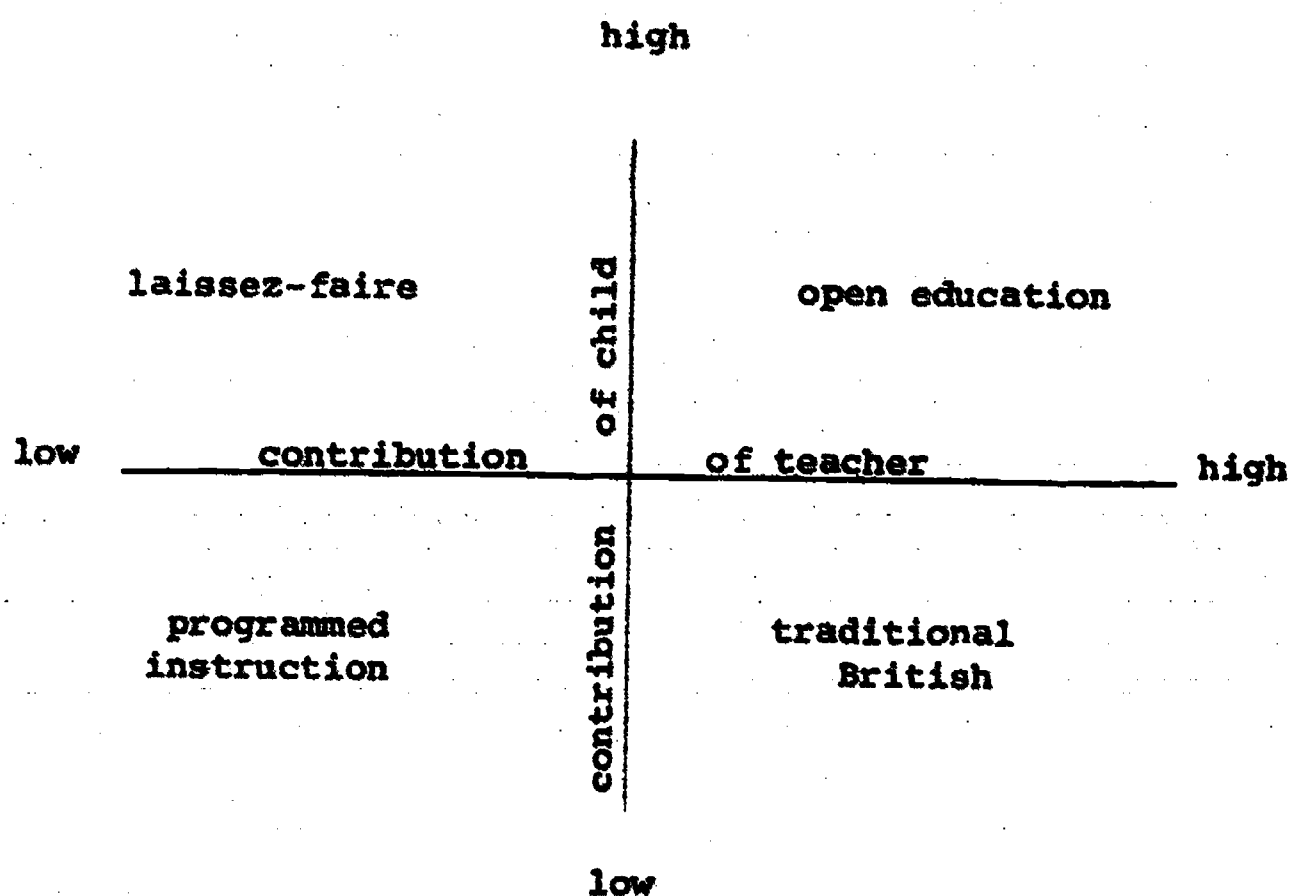 high
laissez-faire
open education
contribution of child
low
contribution of teacher
high
programmed
instruction
traditional
British
low